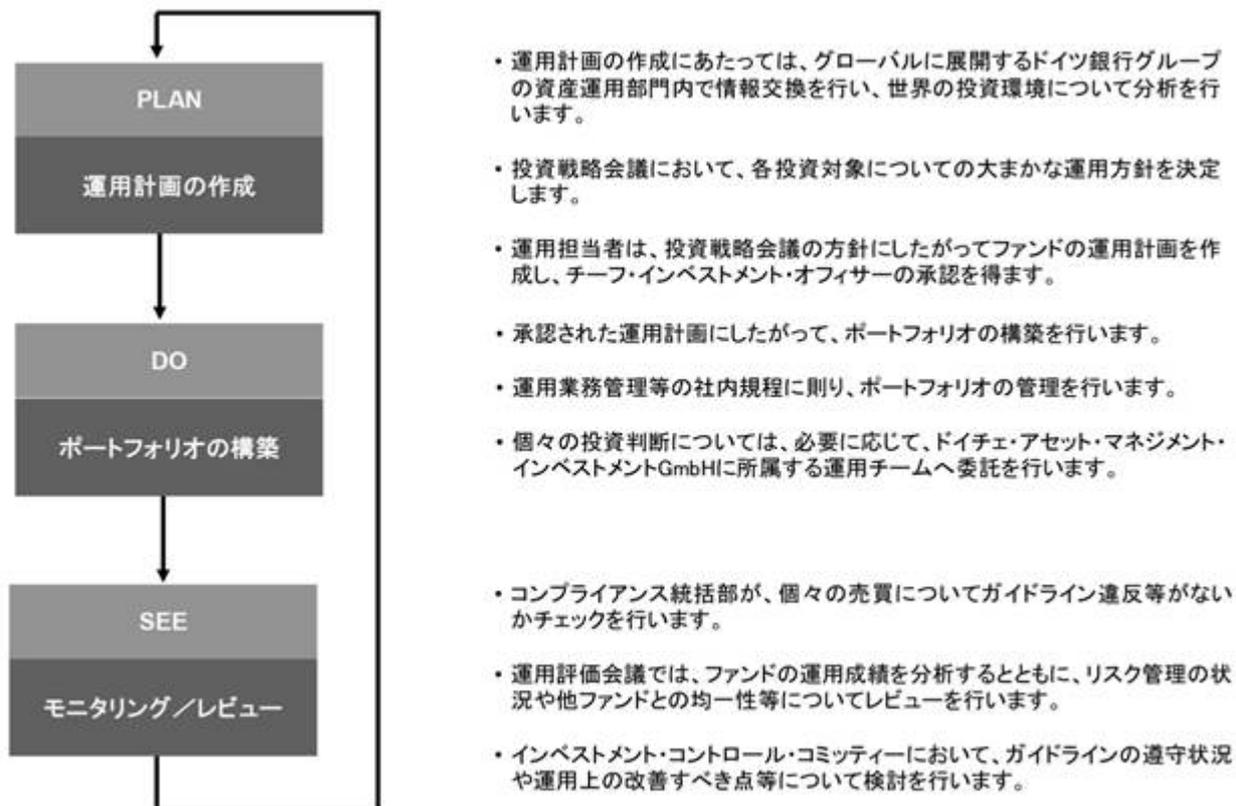 PLAN
運用計画の作成
・運用計画の作成にあたっては、グローバルに展開するドイツ銀行グループ
の資産運用部門内で情報交換を行い、世界の投資環境について分析を行
います。
・投資戦略会議において、各投資対象についての大まかな運用方針を決定
します。
・運用担当者は、投資戦略会議の方針にしたがってファンドの運用計画を作
成し、チーフ・インベストメント・オフィサーの承認を得ます。
DO
ポートフォリオの構築
・承認された運用計画にしたがって、ポートフォリオの構築を行います。
・運用業務管理等の社内規程に則り、ポートフォリオの管理を行います。
・個々の投資判断については、必要に応じて、ドイチェ・アセット・マネジメント・
インベストメントGmbHに所属する運用チームへ委託を行います。
SEE
モニタリング／レビュー
・コンプライアンス統括部が、個々の売買についてガイドライン違反等がない
かチェックを行います。
・運用評価会議では、ファンドの運用成績を分析するとともに、リスク管理の状
況や他ファンドとの均一性等についてレビューを行います。
・インベストメント・コントロール・コミッティーにおいて、ガイドラインの遵守状況
や運用上の改善すべき点等について検討を行います。